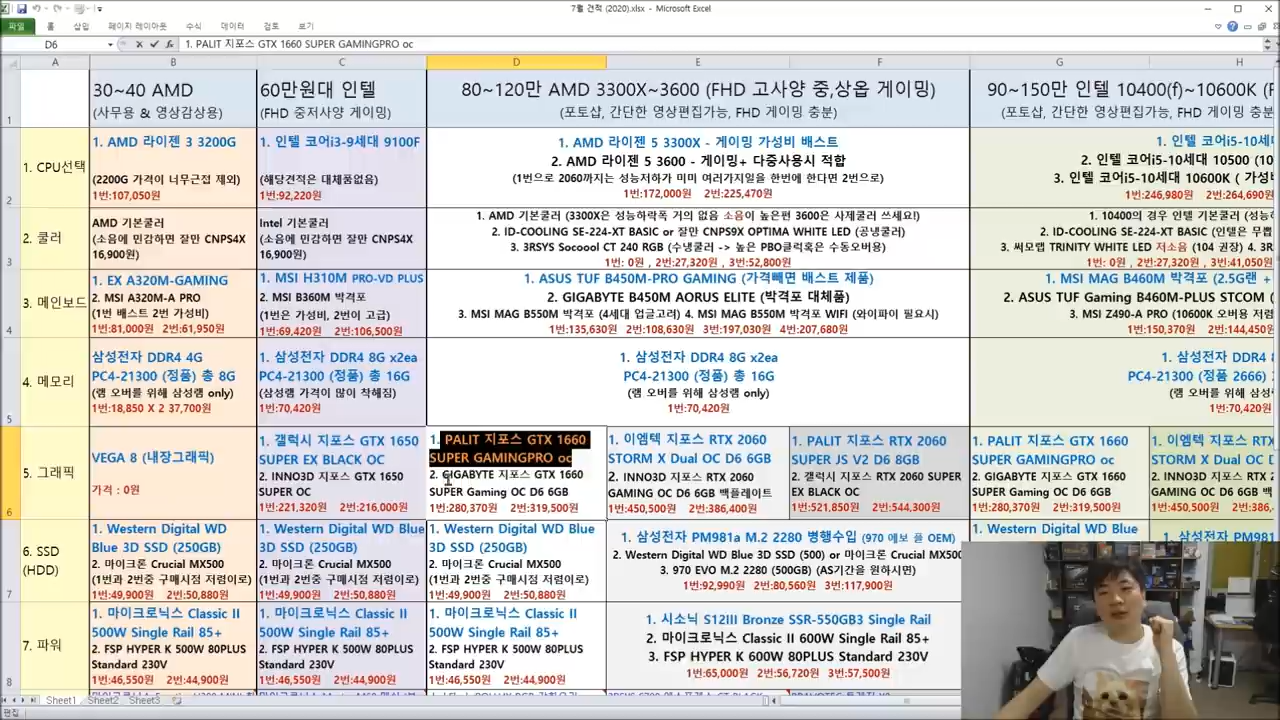 7월 견적 (2020).xlsx - Microsoft Excel
파일 홈 삽입 페이지 레이아웃 수식 데이터 검토 보기
D6 1. PALIT 지포스 GTX 1660 SUPER GAMINGPRO oc
A B C D E F G H
1
30~40 AMD
(사무용 & 영상감상용)
60만원대 인텔
(FHD 중저사양 게이밍)
80~120만 AMD 3300X~3600 (FHD 고사양 중,상옵 게이밍)
(포토샵, 간단한 영상편집가능, FHD 게이밍 충분)
90~150만 인텔 10400(f)~10600K (F
(포토샵, 간단한 영상편집가능, FHD 게
2
1. CPU선택
1. AMD 라이젠 3 3200G
(2200G 가격이 너무근접 제외)
1번:107,050원
1. 인텔 코어i3-9세대 9100F
(해당견적은 대체품없음)
1번:92,220원
1. AMD 라이젠 5 3300X - 게이밍 가성비 배스트
2. AMD 라이젠 5 3600 - 게이밍+ 다중사용시 적합
(1번으로 2060까지는 성능저하가 미미 여러가지일을 한번에 한다면 2번으로)
1번:172,000원 2번:225,470원
1. 인텔 코어i5-10세
2. 인텔 코어i5-10세대 10500 (10
3. 인텔 코어i5-10세대 10600K ( 가성비
1번:246,980원 2번:264,690원
3
2. 쿨러
AMD 기본쿨러
(소음에 민감하면 잘만 CNPS4X
16,900원)
Intel 기본쿨러
(소음에 민감하면 잘만 CNPS4X
16,900원)
1. AMD 기본쿨러 (3300X은 성능하락폭 거의 없음 소음이 높은편 3600은 사제쿨러 쓰세요!)
2. ID-COOLING SE-224-XT BASIC or 잘만 CNPS9X OPTIMA WHITE LED (공냉쿨러)
3. 3RSYS Socoool CT 240 RGB (수냉쿨러 -> 높은 PBO클럭혹은 수동오버용)
1번: 0원 , 2번:27,320원 , 3번:52,800원
1. 10400의 경우 인텔 기본쿨러 (성능하
2. ID-COOLING SE-224-XT BASIC (인텔은 무뽑
3. 써모랩 TRINITY WHITE LED 저소음 (104 권장) 4. 3R
1번: 0원 , 2번:27,320원 , 3번:41,050원
4
3. 메인보드
1. EX A320M-GAMING
2. MSI A320M-A PRO
(1번 배스트 2번 가성비)
1번:81,000원 2번:61,950원
1. MSI H310M PRO-VD PLUS
2. MSI B360M 박격포
(1번은 가성비, 2번이 고급)
1번:69,420원 2번:106,500원
1. ASUS TUF B450M-PRO GAMING (가격빼면 배스트 제품)
2. GIGABYTE B450M AORUS ELITE (박격포 대체품)
3. MSI MAG B550M 박격포 (4세대 업글고려) 4. MSI MAG B550M 박격포 WIFI (와이파이 필요시)
1번:135,630원 2번:108,630원 3번:197,030원 4번:207,680원
1. MSI MAG B460M 박격포 (2.5G랜 +
2. ASUS TUF Gaming B460M-PLUS STCOM (
3. MSI Z490-A PRO (10600K 오버용 저렴
1번:150,370원 2번:144,450원
5
4. 메모리
삼성전자 DDR4 4G
PC4-21300 (정품) 총 8G
(램 오버를 위해 삼성램 only)
1번:18,850 X 2 37,700원
1. 삼성전자 DDR4 8G x2ea
PC4-21300 (정품) 총 16G
(삼성램 가격이 많이 착해짐)
1번:70,420원
1. 삼성전자 DDR4 8G x2ea
PC4-21300 (정품) 총 16G
(램 오버를 위해 삼성램 only)
1번:70,420원
1. 삼성전자 DDR4 8
PC4-21300 (정품 2666) 총
(램 오버를 위해 삼성
1번:70,420원
6
5. 그래픽
VEGA 8 (내장그래픽)
가격 : 0원
1. 갤럭시 지포스 GTX 1650
SUPER EX BLACK OC
2. INNO3D 지포스 GTX 1650
SUPER OC
1번:221,320원 2번:216,000원
1. PALIT 지포스 GTX 1660
SUPER GAMINGPRO oc
2. GIGABYTE 지포스 GTX 1660
SUPER Gaming OC D6 6GB
1번:280,370원 2번:319,500원
1. 이엠텍 지포스 RTX 2060
STORM X Dual OC D6 6GB
2. INNO3D 지포스 RTX 2060
GAMING OC D6 6GB 백플레이트
1번:450,500원 2번:386,400원
1. PALIT 지포스 RTX 2060
SUPER JS V2 D6 8GB
2. 갤럭시 지포스 RTX 2060 SUPER
EX BLACK OC
1번:521,850원 2번:544,300원
1. PALIT 지포스 GTX 1660
SUPER GAMINGPRO oc
2. GIGABYTE 지포스 GTX 1660
SUPER Gaming OC D6 6GB
1번:280,370원 2번:319,500원
1. 이엠텍 지포스
STORM X Dual
2. INNO3D 지포스
GAMING OC D6
1번:450,500원 2번:386,4
7
6. SSD
(HDD)
1. Western Digital WD
Blue 3D SSD (250GB)
2. 마이크론 Crucial MX500
(1번과 2번중 구매시점 저렴이로)
1번:49,900원 2번:50,880원
1. Western Digital WD Blue
3D SSD (250GB)
2. 마이크론 Crucial MX500
(1번과 2번중 구매시점 저렴이로)
1번:49,900원 2번:50,880원
1. Western Digital WD Blue
3D SSD (250GB)
2. 마이크론 Crucial MX500
(1번과 2번중 구매시점 저렴이로)
1번:49,900원 2번:50,880원
1. 삼성전자 PM981a M.2 2280 병행수입 (970 에보 플 OEM)
2. Western Digital WD Blue 3D SSD (500) or 마이크론 Crucial MX500
3. 970 EVO M.2 2280 (500GB) (AS기간을 원하시면)
1번:92,990원 2번:80,560원 3번:117,900원
1. Western Digital WD Blue
1. 삼성전자 PM981
8
7. 파워
1. 마이크로닉스 Classic II
500W Single Rail 85+
2. FSP HYPER K 500W 80PLUS
Standard 230V
1번:46,550원 2번:44,900원
1. 마이크로닉스 Classic II
500W Single Rail 85+
2. FSP HYPER K 500W 80PLUS
Standard 230V
1번:46,550원 2번:44,900원
1. 마이크로닉스 Classic II
500W Single Rail 85+
2. FSP HYPER K 500W 80PLUS
Standard 230V
1번:46,550원 2번:44,900원
1. 시소닉 S12III Bronze SSR-550GB3 Single Rail
2. 마이크로닉스 Classic II 600W Single Rail 85+
3. FSP HYPER K 600W 80PLUS Standard 230V
1번:65,000원 2번:56,720원 3번:57,500원
Sheet1 Sheet2 Sheet3
편집